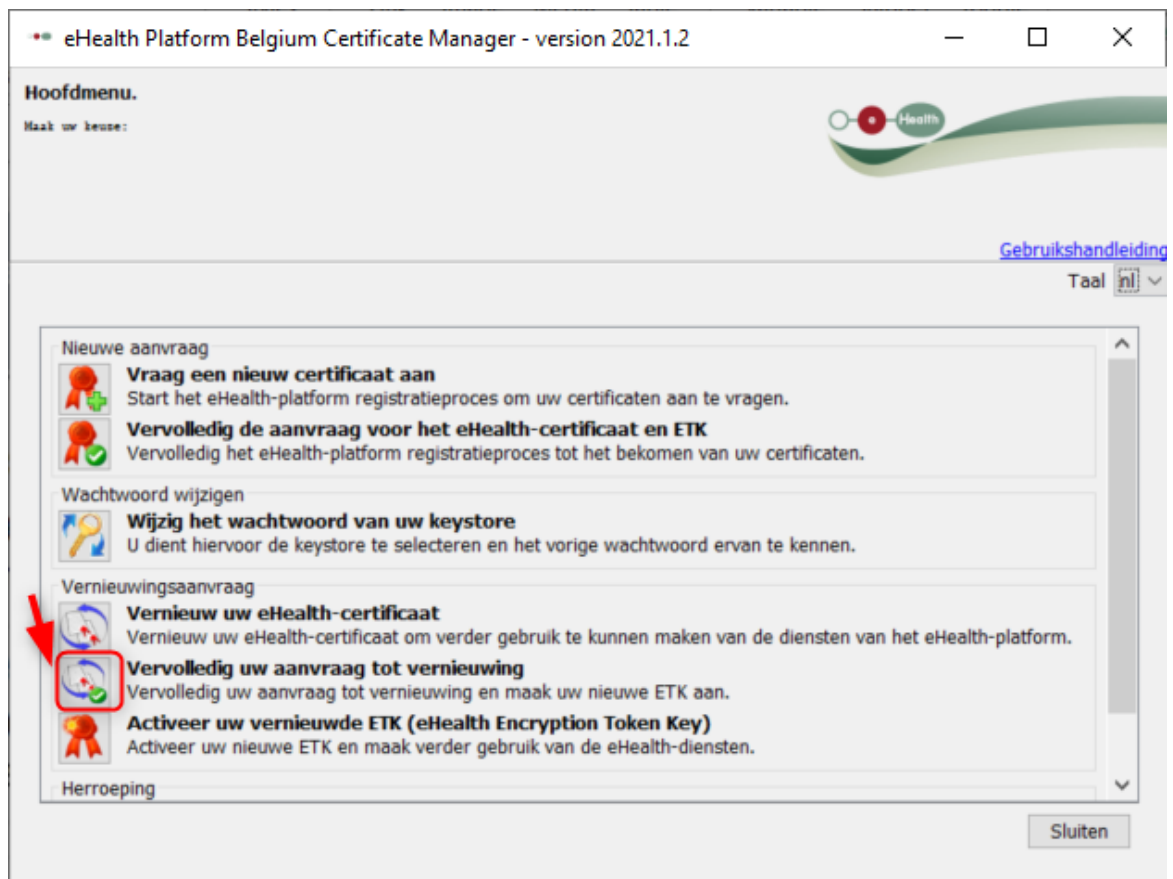 eHealth Platform Belgium Certificate Manager - version 2021.1.2
Hoofdmenu.
Maak uw keuze:
Health
Gebruikshandleiding
Taal nl
Nieuwe aanvraag
Vraag een nieuw certificaat aan
Start het eHealth-platform registratieproces om uw certificaten aan te vragen.
Vervolledig de aanvraag voor het eHealth-certificaat en ETK
Vervolledig het eHealth-platform registratieproces tot het bekomen van uw certificaten.
Wachtwoord wijzigen
Wijzig het wachtwoord van uw keystore
U dient hiervoor de keystore te selecteren en het vorige wachtwoord ervan te kennen.
Vernieuwingsaanvraag
Vernieuw uw eHealth-certificaat
Vernieuw uw eHealth-certificaat om verder gebruik te kunnen maken van de diensten van het eHealth-platform.
Vervolledig uw aanvraag tot vernieuwing
Vervolledig uw aanvraag tot vernieuwing en maak uw nieuwe ETK aan.
Activeer uw vernieuwde ETK (eHealth Encryption Token Key)
Activeer uw nieuwe ETK en maak verder gebruik van de eHealth-diensten.
Herroeping
Sluiten